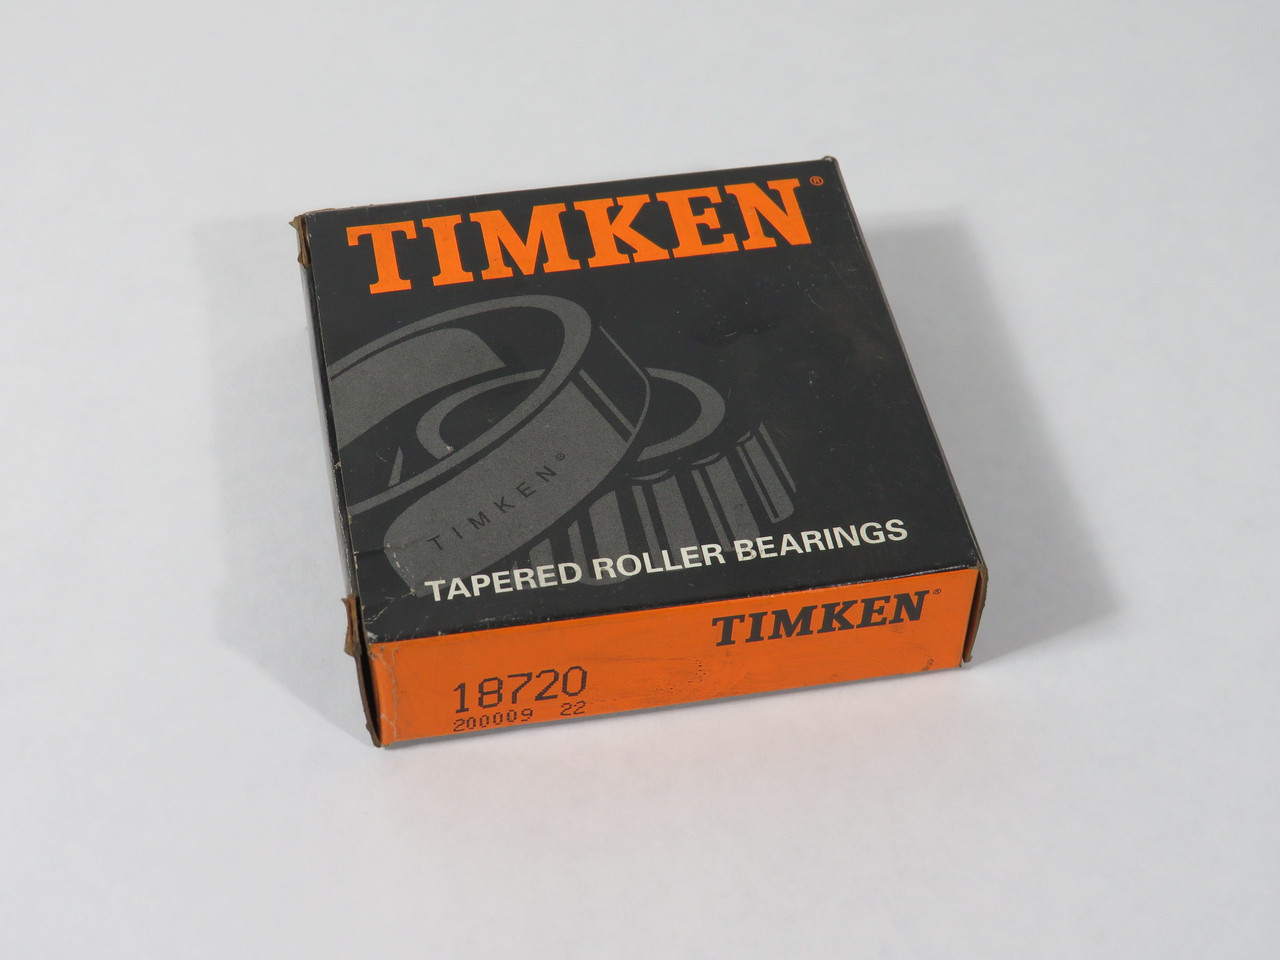 TIMKEN®
TIMKEN®
TAPERED ROLLER BEARINGS
TIMKEN®
18720
200009 22